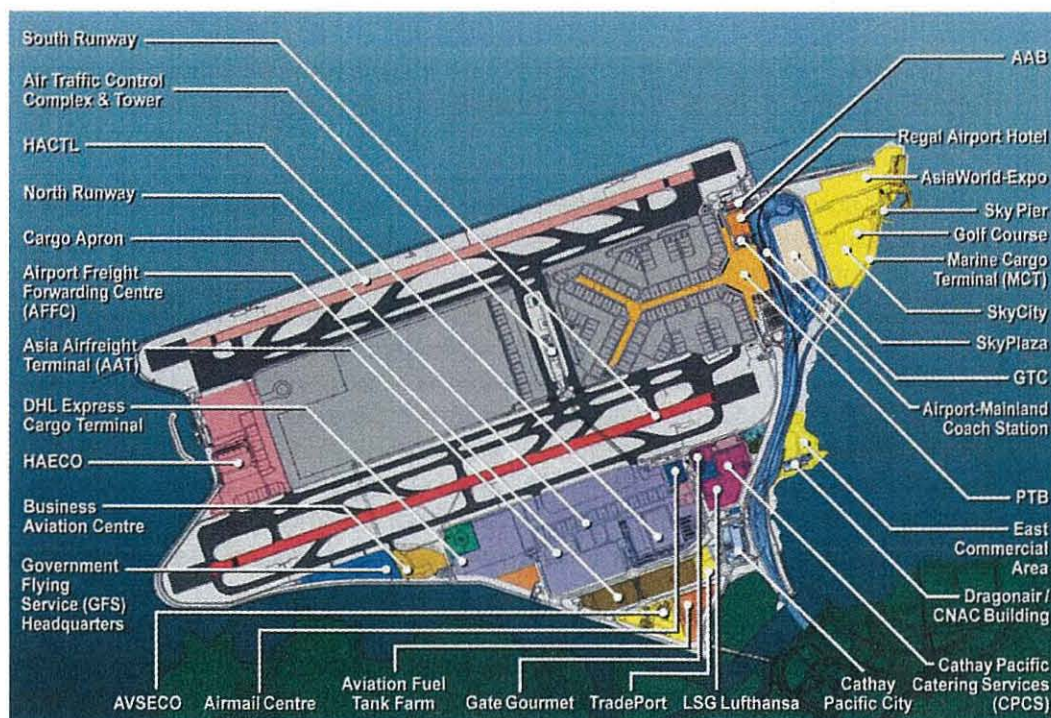 South Runway
Air Traffic Control
Complex & Tower
HACTL
North Runway
Cargo Apron
Airport Freight
Forwarding Centre
(AFFC)
Asia Airfreight
Terminal (AAT)
DHL Express
Cargo Terminal
HAECO
Business
Aviation Centre
Government
Flying
Service (GFS)
Headquarters
AVSECO
Airmail Centre
Aviation Fuel
Tank Farm
Gate Gourmet
TradePort
LSG Lufthansa
Cathay
Pacific City
AAB
Regal Airport Hotel
AsiaWorld-Expo
Sky Pier
Golf Course
Marine Cargo
Terminal (MCT)
SkyCity
SkyPlaza
GTC
Airport-Mainland
Coach Station
PTB
East
Commercial
Area
Dragonair /
CNAC Building
Cathay Pacific
Catering Services
(CPCS)